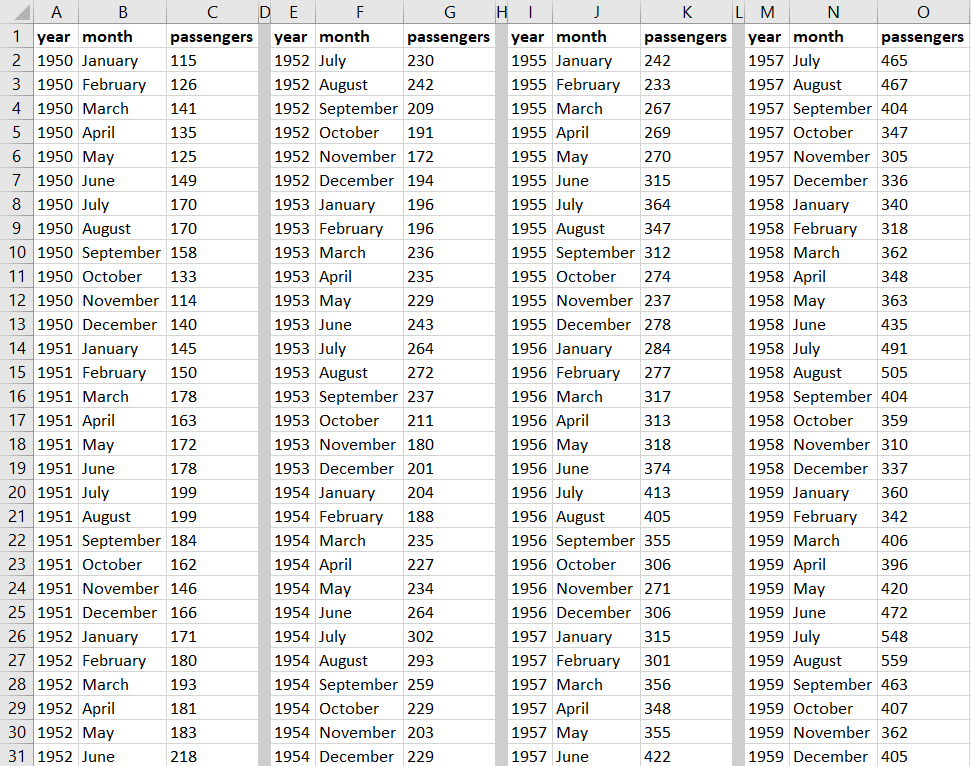 A B C D E F G H I J K L M N O
1 year month passengers year month passengers year month passengers year month passengers
2 1950 January 115 1952 July 230 1955 January 242 1957 July 465
3 1950 February 126 1952 August 242 1955 February 233 1957 August 467
4 1950 March 141 1952 September 209 1955 March 267 1957 September 404
5 1950 April 135 1952 October 191 1955 April 269 1957 October 347
6 1950 May 125 1952 November 172 1955 May 270 1957 November 305
7 1950 June 149 1952 December 194 1955 June 315 1957 December 336
8 1950 July 170 1953 January 196 1955 July 364 1958 January 340
9 1950 August 170 1953 February 196 1955 August 347 1958 February 318
10 1950 September 158 1953 March 236 1955 September 312 1958 March 362
11 1950 October 133 1953 April 235 1955 October 274 1958 April 348
12 1950 November 114 1953 May 229 1955 November 237 1958 May 363
13 1950 December 140 1953 June 243 1955 December 278 1958 June 435
14 1951 January 145 1953 July 264 1956 January 284 1958 July 491
15 1951 February 150 1953 August 272 1956 February 277 1958 August 505
16 1951 March 178 1953 September 237 1956 March 317 1958 September 404
17 1951 April 163 1953 October 211 1956 April 313 1958 October 359
18 1951 May 172 1953 November 180 1956 May 318 1958 November 310
19 1951 June 178 1953 December 201 1956 June 374 1958 December 337
20 1951 July 199 1954 January 204 1956 July 413 1959 January 360
21 1951 August 199 1954 February 188 1956 August 405 1959 February 342
22 1951 September 184 1954 March 235 1956 September 355 1959 March 406
23 1951 October 162 1954 April 227 1956 October 306 1959 April 396
24 1951 November 146 1954 May 234 1956 November 271 1959 May 420
25 1951 December 166 1954 June 264 1956 December 306 1959 June 472
26 1952 January 171 1954 July 302 1957 January 315 1959 July 548
27 1952 February 180 1954 August 293 1957 February 301 1959 August 559
28 1952 March 193 1954 September 259 1957 March 356 1959 September 463
29 1952 April 181 1954 October 229 1957 April 348 1959 October 407
30 1952 May 183 1954 November 203 1957 May 355 1959 November 362
31 1952 June 218 1954 December 229 1957 June 422 1959 December 405